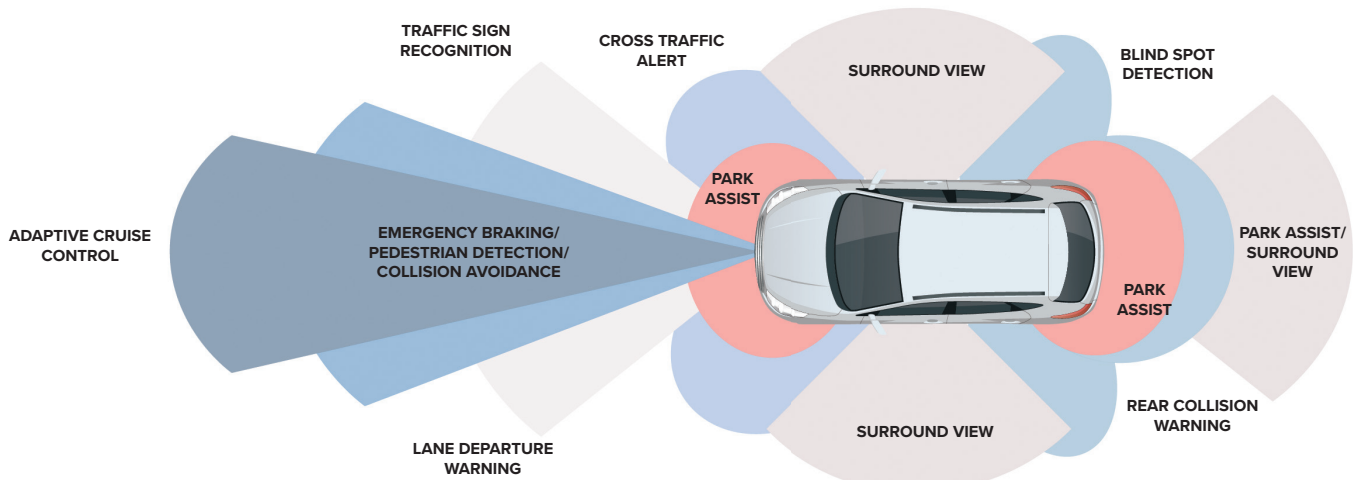 TRAFFIC SIGN
RECOGNITION
CROSS TRAFFIC
ALERT
SURROUND VIEW
BLIND SPOT
DETECTION
PARK
ASSIST
ADAPTIVE CRUISE
CONTROL
EMERGENCY BRAKING/
PEDESTRIAN DETECTION/
COLLISION AVOIDANCE
PARK ASSIST/
SURROUND
VIEW
PARK
ASSIST
LANE DEPARTURE
WARNING
SURROUND VIEW
REAR COLLISION
WARNING